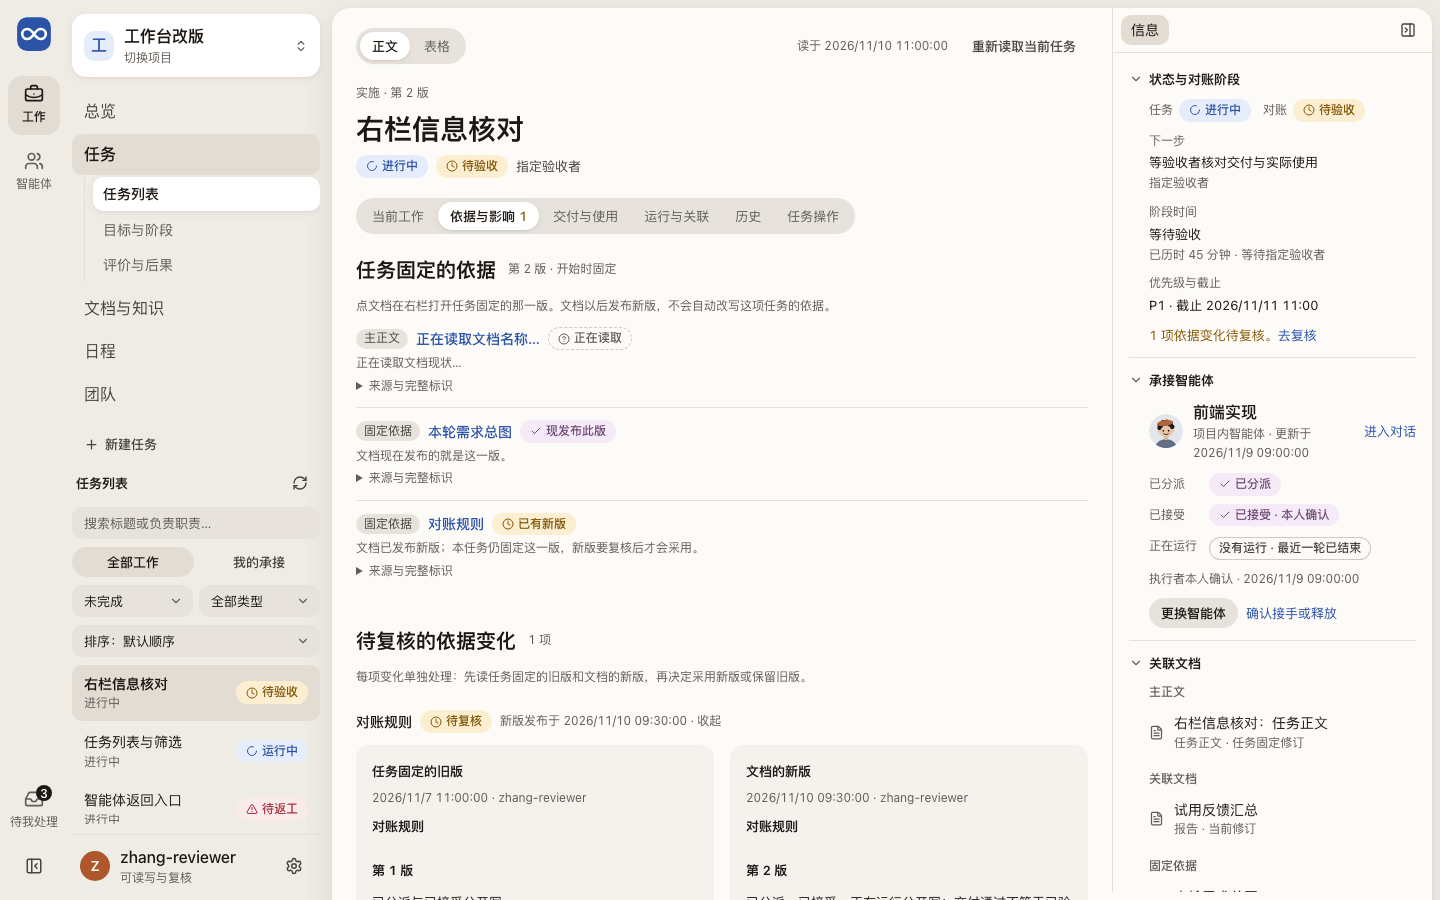 工
工作台改版
切换项目
工作
智能体
总览
任务
任务列表
目标与阶段
评价与后果
文档与知识
日程
团队
新建任务
任务列表
搜索标题或负责职责...
全部工作
我的承接
未完成
全部类型
排序：默认顺序
右栏信息核对
进行中
待验收
任务列表与筛选
进行中
运行中
智能体返回入口
进行中
待返工
3
待我处理
Z
zhang-reviewer
可读写与复核
正文
表格
读于 2026/11/10 11:00:00
重新读取当前任务
实施 · 第 2 版
右栏信息核对
进行中
待验收
指定验收者
当前工作
依据与影响 1
交付与使用
运行与关联
历史
任务操作
任务固定的依据
第 2 版 · 开始时固定
点文档在右栏打开任务固定的那一版。文档以后发布新版，不会自动改写这项任务的依据。
主正文
正在读取文档名称...
正在读取
正在读取文档现状...
来源与完整标识
固定依据
本轮需求总图
现发布此版
文档现在发布的就是这一版。
来源与完整标识
固定依据
对账规则
已有新版
文档已发布新版；本任务仍固定这一版，新版要复核后才会采用。
来源与完整标识
待复核的依据变化
1 项
每项变化单独处理：先读任务固定的旧版和文档的新版，再决定采用新版或保留旧版。
对账规则
待复核
新版发布于 2026/11/10 09:30:00 · 收起
任务固定的旧版
2026/11/7 11:00:00 · zhang-reviewer
对账规则
第 1 版
文档的新版
2026/11/10 09:30:00 · zhang-reviewer
对账规则
第 2 版
信息
状态与对账阶段
任务
进行中
对账
待验收
下一步
等验收者核对交付与实际使用
指定验收者
阶段时间
等待验收
已历时 45 分钟 · 等待指定验收者
优先级与截止
P1 · 截止 2026/11/11 11:00
1 项依据变化待复核。去复核
承接智能体
前端实现
项目内智能体 · 更新于
2026/11/9 09:00:00
进入对话
已分派
已分派
已接受
已接受 · 本人确认
正在运行
没有运行 · 最近一轮已结束
执行者本人确认 · 2026/11/9 09:00:00
更换智能体
确认接手或释放
关联文档
主正文
右栏信息核对：任务正文
任务正文 · 任务固定修订
关联文档
试用反馈汇总
报告 · 当前修订
固定依据